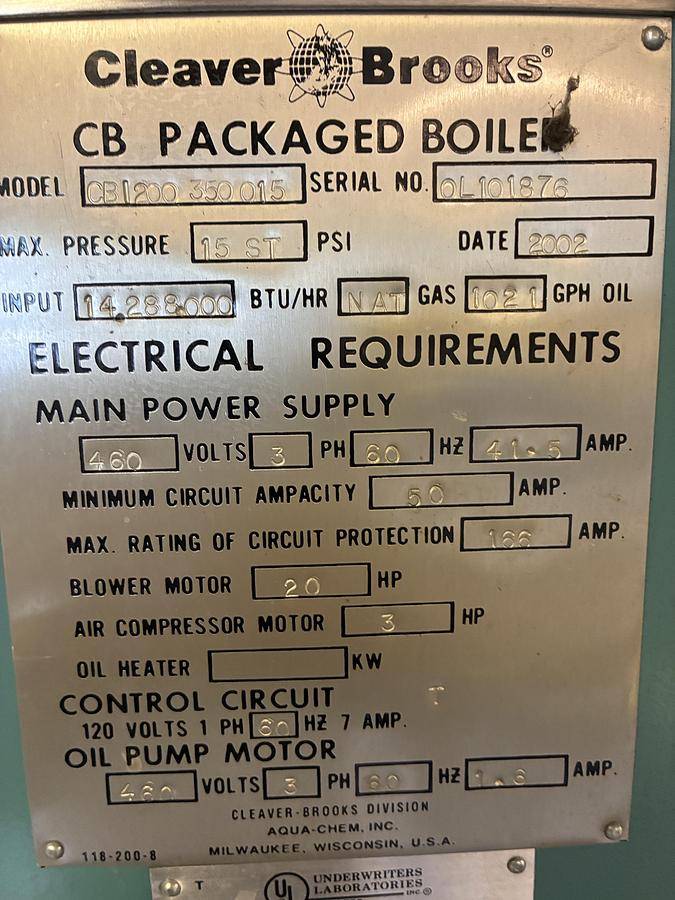 Cleaver Brooks®
CB PACKAGED BOILER
MODEL CBI200 350 015 SERIAL NO. OL101876
MAX. PRESSURE 15 ST PSI DATE 2002
INPUT 14,288,000 BTU/HR NAT GAS 102 1 GPH OIL
ELECTRICAL REQUIREMENTS
MAIN POWER SUPPLY
460 VOLTS 3 PH 60 HZ 41.5 AMP.
MINIMUM CIRCUIT AMPACITY 50 AMP.
MAX. RATING OF CIRCUIT PROTECTION 166 AMP.
BLOWER MOTOR 20 HP
AIR COMPRESSOR MOTOR 3 HP
OIL HEATER KW
CONTROL CIRCUIT T
120 VOLTS 1 PH 60 HZ 7 AMP.
OIL PUMP MOTOR
460 VOLTS 3 PH 60 HZ 1.6 AMP.
CLEAVER-BROOKS DIVISION
AQUA-CHEM, INC.
MILWAUKEE, WISCONSIN, U.S.A.
118-200-8
T UL UNDERWRITERS
LABORATORIES INC.®